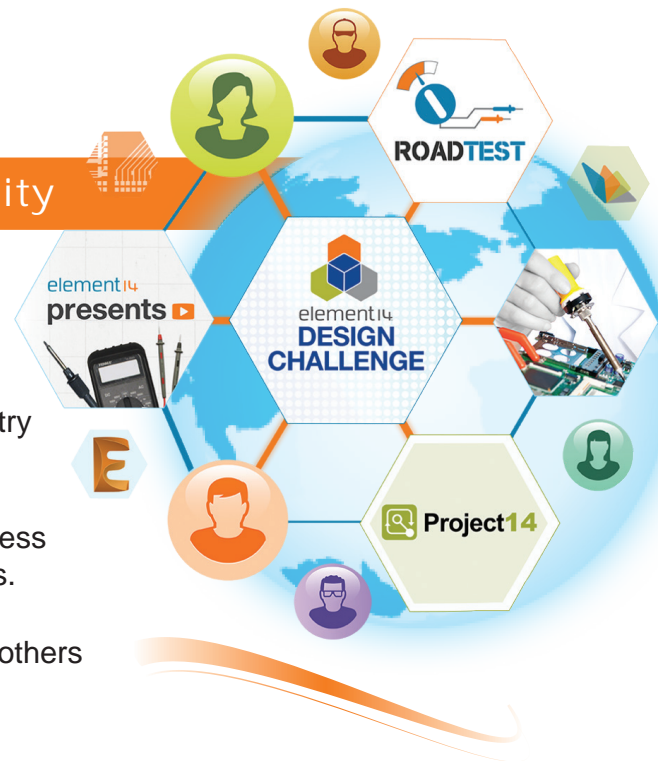 ROADTEST
ity
element14
presents
element14
DESIGN
CHALLENGE
try
E
ess
s.
Project14
others